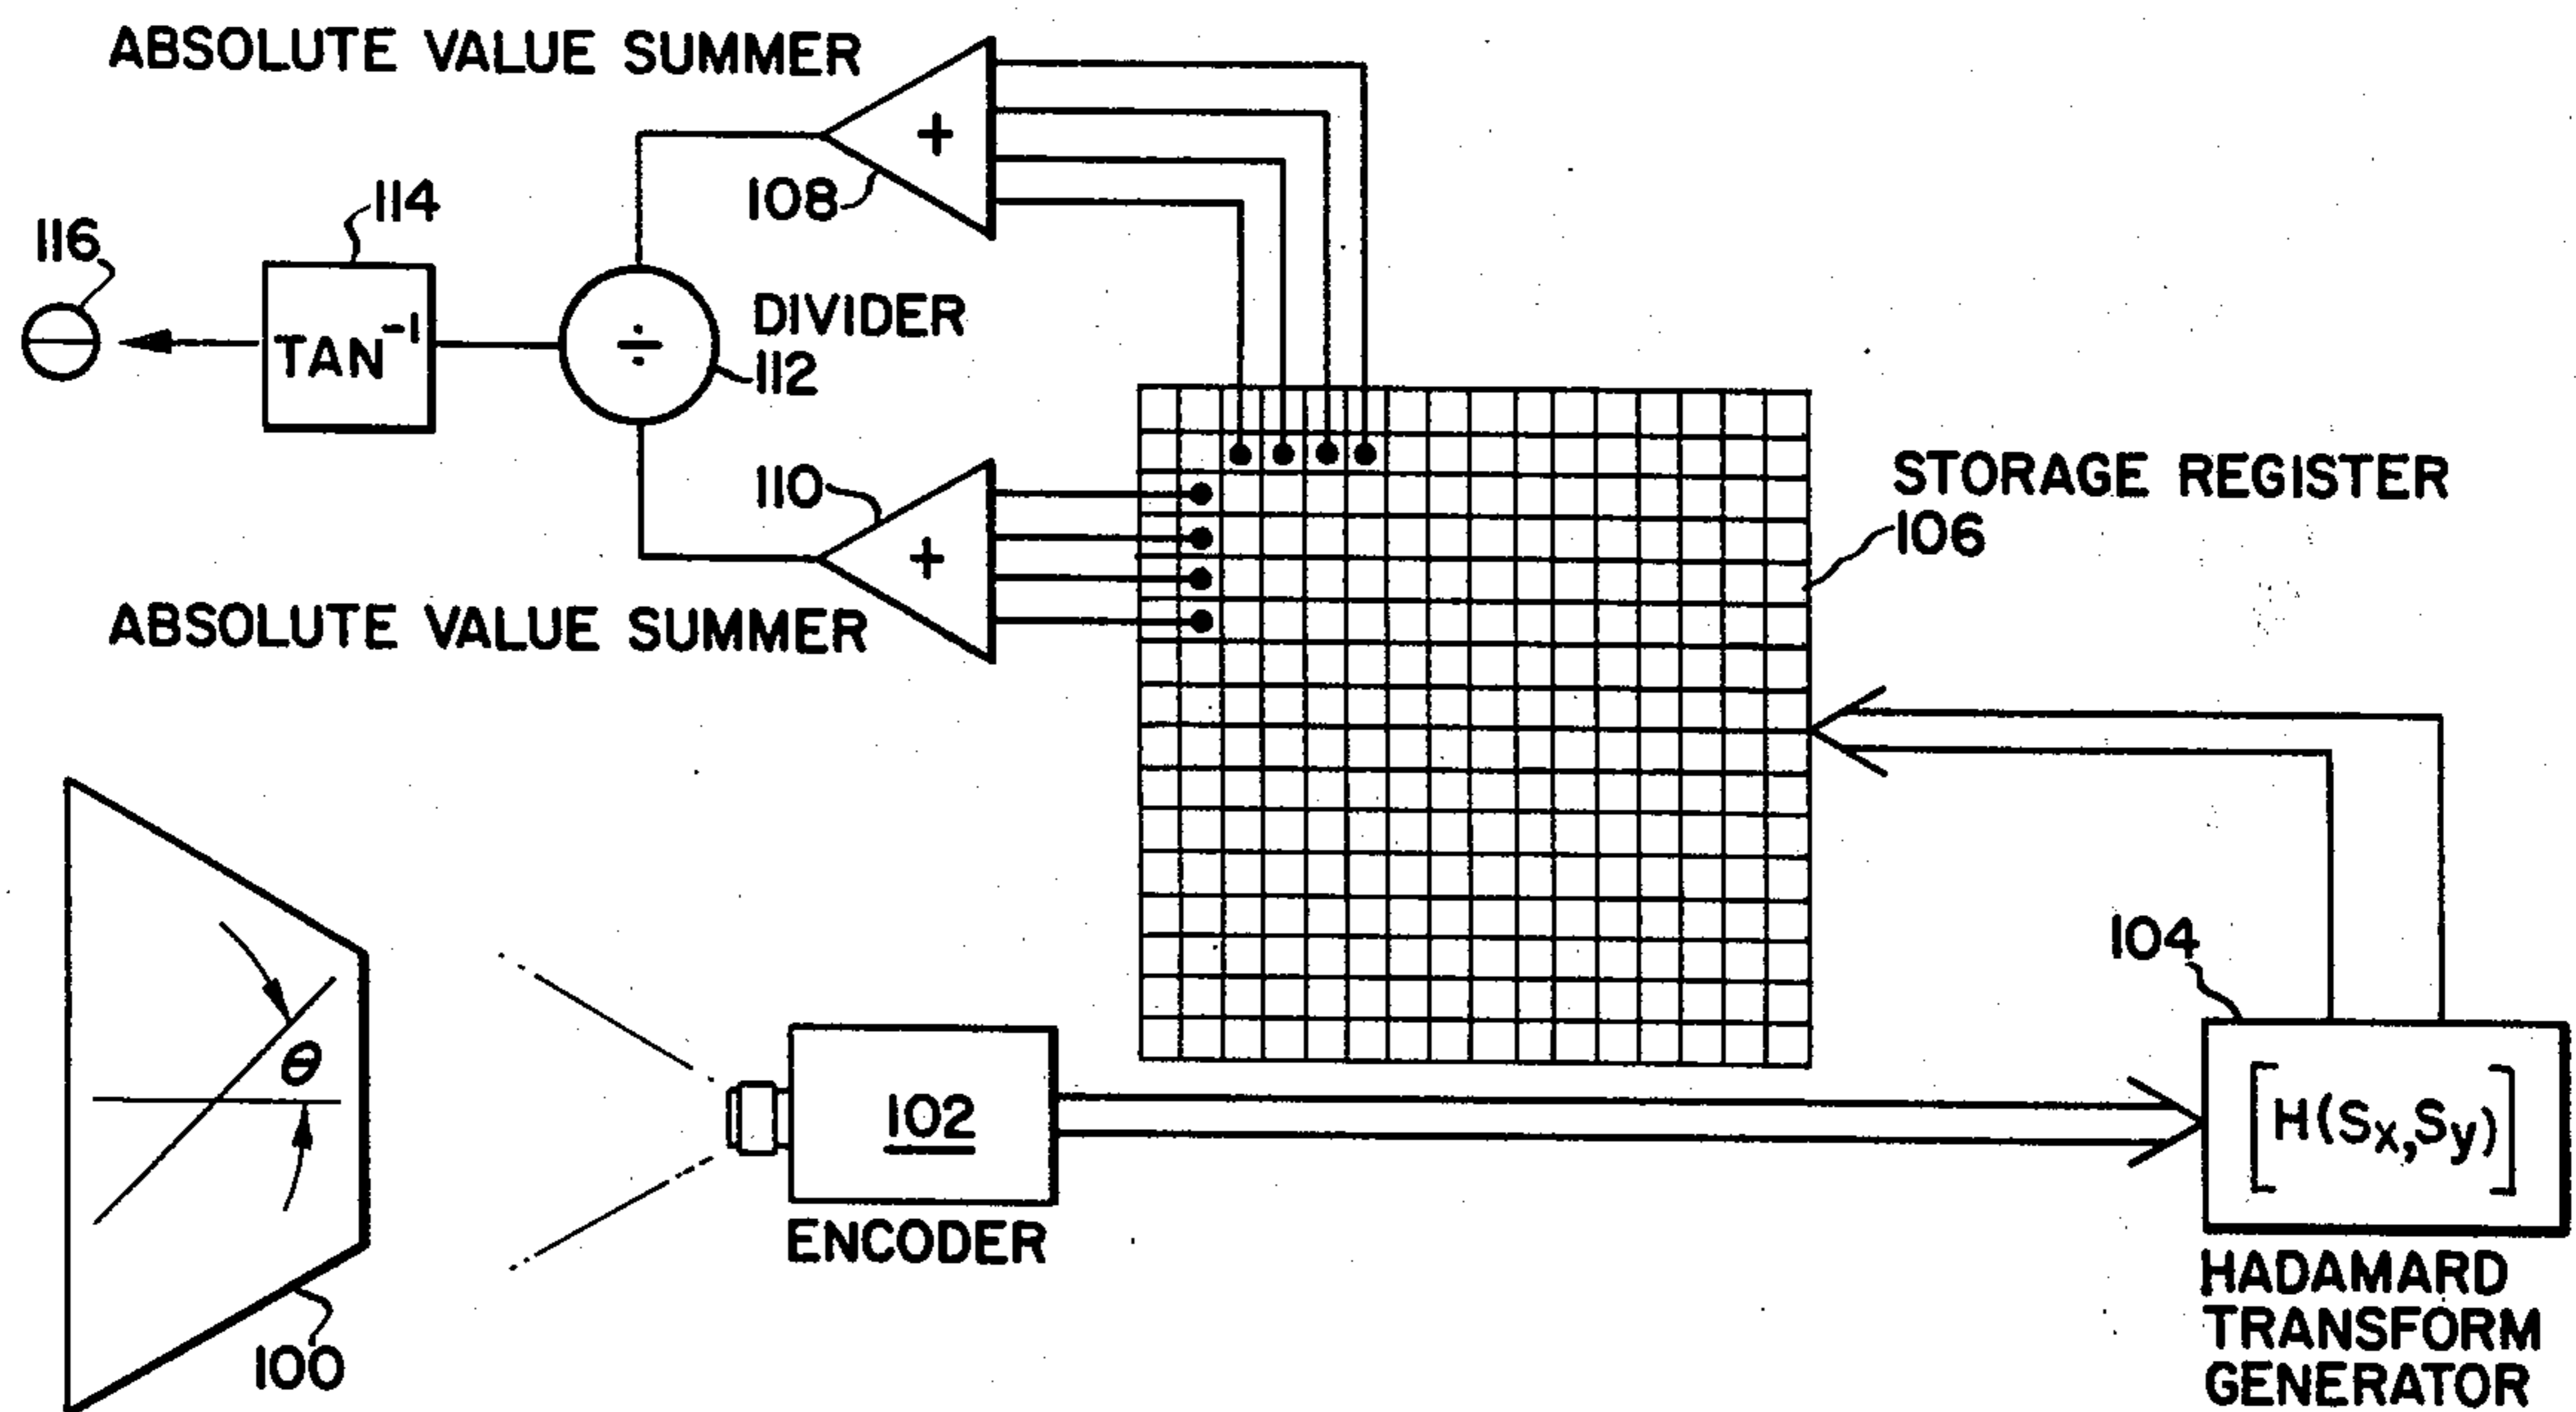 ABSOLUTE VALUE SUMMER
+
108
114
116
TAN⁻¹
⊖
÷
DIVIDER
112
110
+
ABSOLUTE VALUE SUMMER
STORAGE REGISTER
106
104
θ
102
ENCODER
[H(Sx,Sy)]
HADAMARD
TRANSFORM
GENERATOR
100